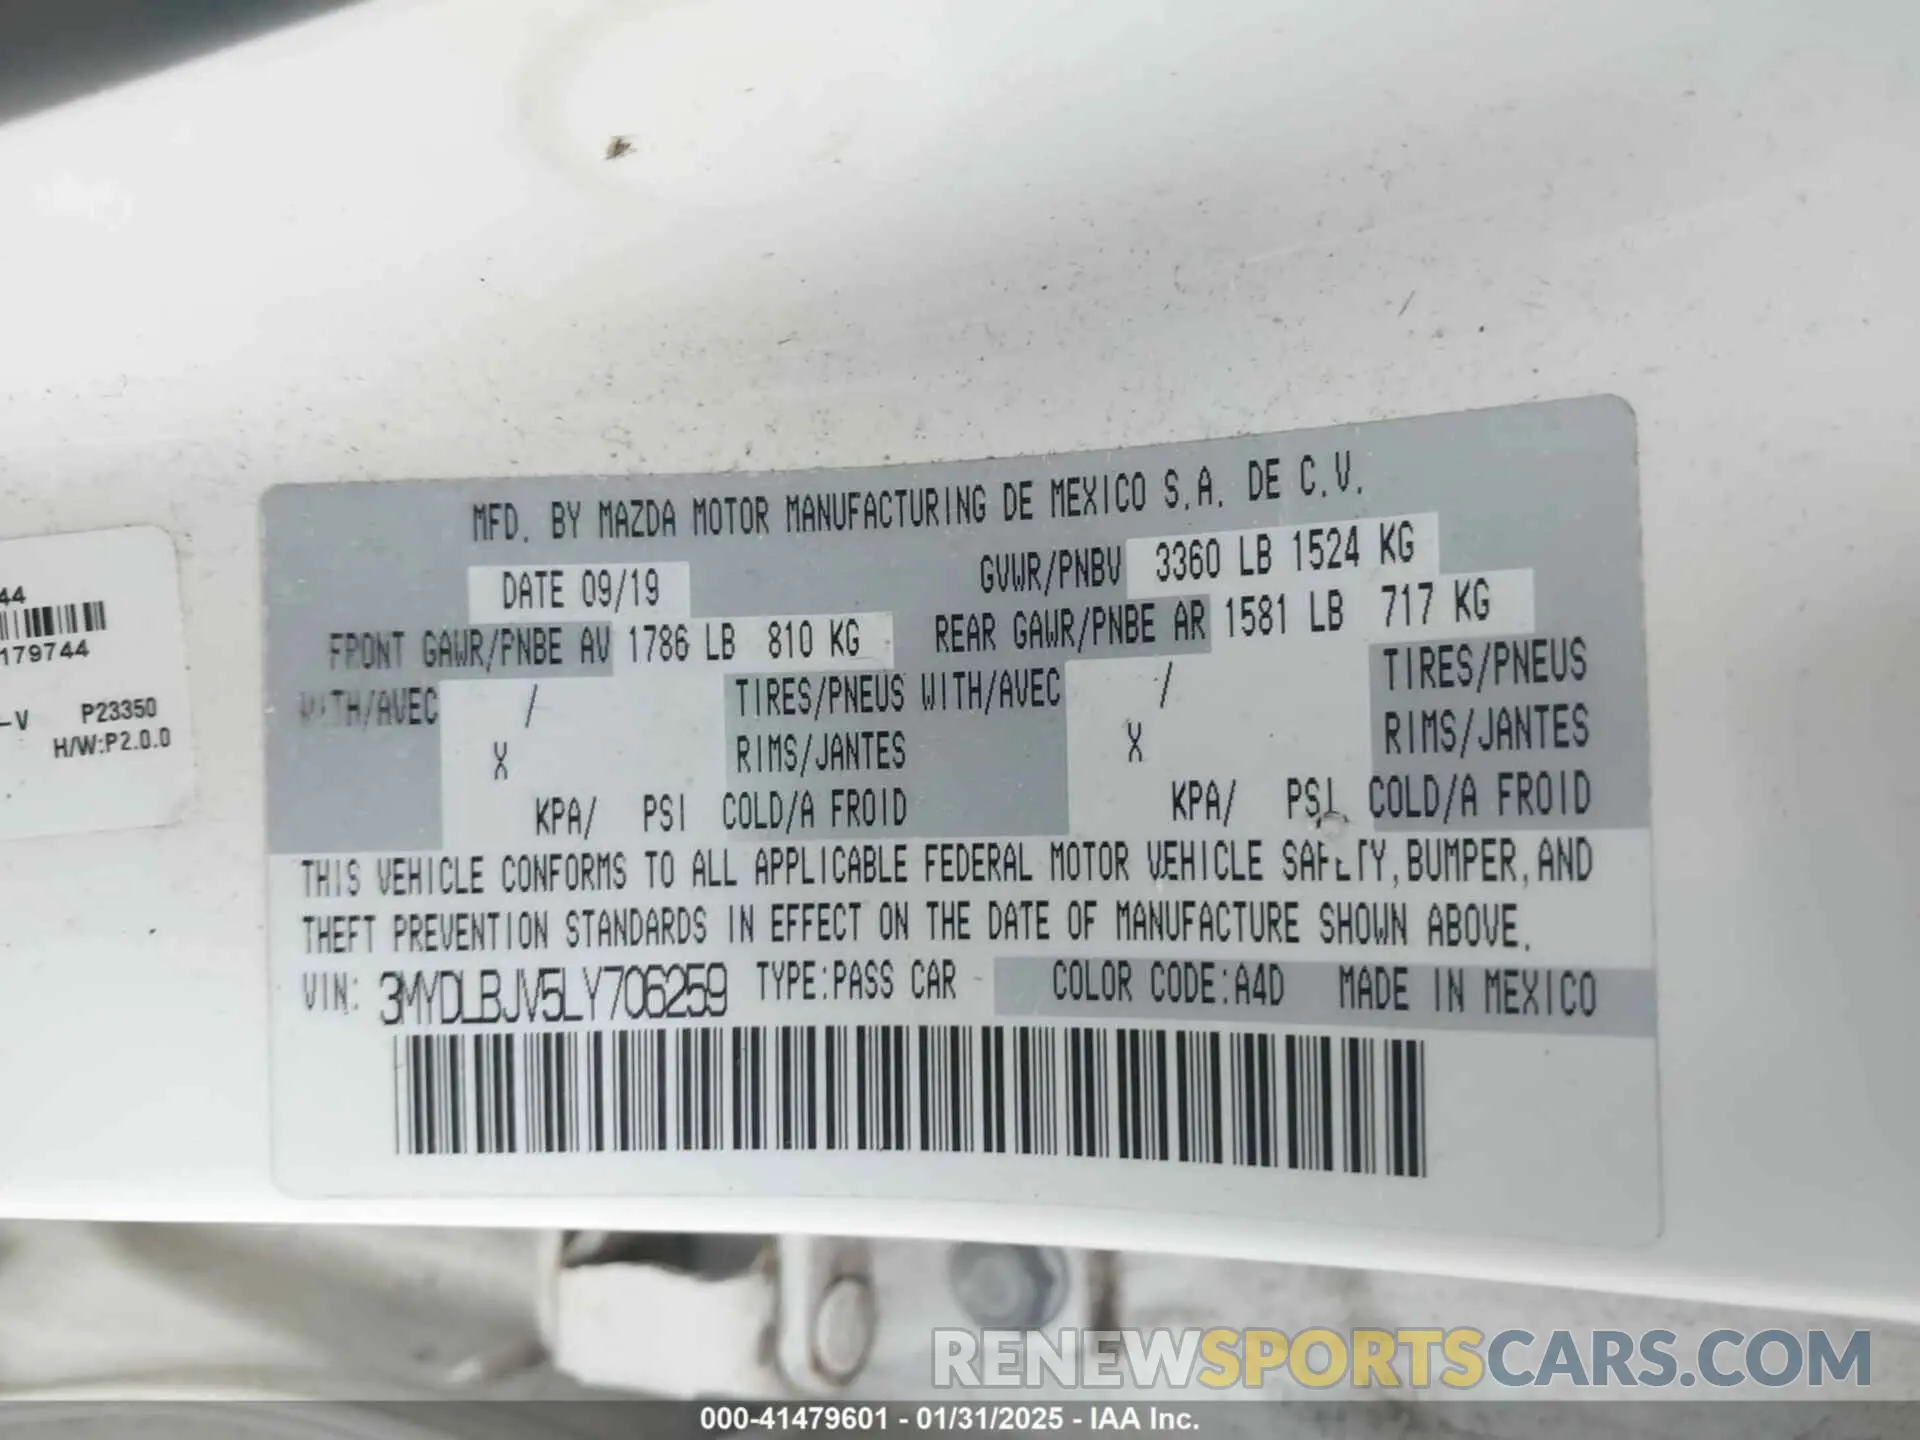 MFD. BY MAZDA MOTOR MANUFACTURING DE MEXICO S.A. DE C.V.
DATE 09/19 GVWR/PNBV 3360 LB 1524 KG
FRONT GAWR/PNBE AV 1786 LB 810 KG REAR GAWR/PNBE AR 1581 LB 717 KG
WITH/AVEC / TIRES/PNEUS WITH/AVEC / TIRES/PNEUS
X RIMS/JANTES X RIMS/JANTES
KPA/ PSI COLD/A FROID KPA/ PSI COLD/A FROID
THIS VEHICLE CONFORMS TO ALL APPLICABLE FEDERAL MOTOR VEHICLE SAFETY, BUMPER, AND
THEFT PREVENTION STANDARDS IN EFFECT ON THE DATE OF MANUFACTURE SHOWN ABOVE.
VIN: 3MYDLBJV5LY706259 TYPE:PASS CAR COLOR CODE:A4D MADE IN MEXICO
44
179744
-V P23350
H/W:P2.0.0
RENEWSPORTSCARS.COM
000-41479601 - 01/31/2025 - IAA Inc.